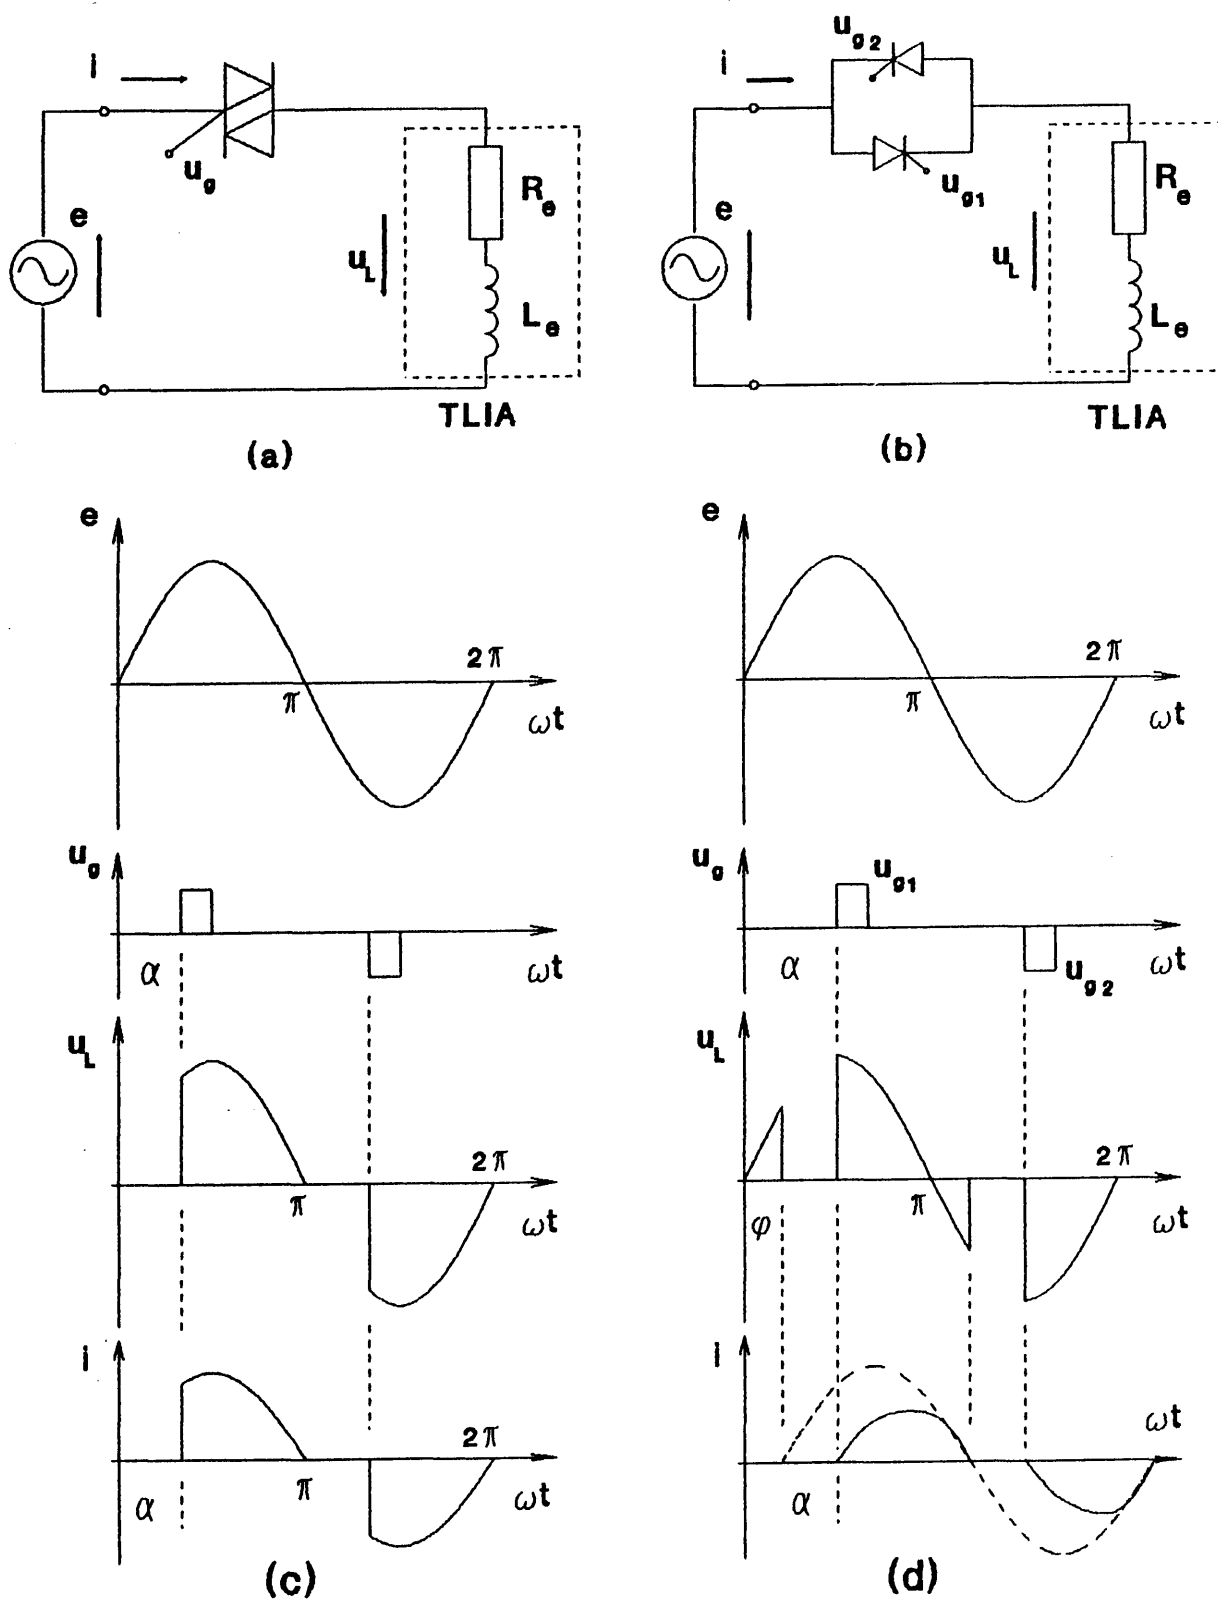 i
u_g
e
u_L
R_e
L_e
TLIA
(a)
u_g2
i
u_g1
e
u_L
R_e
L_e
TLIA
(b)
e
2π
π
ωt
u_g
α
ωt
u_L
2π
π
ωt
i
2π
π
ωt
α
(c)
e
2π
π
ωt
u_g
u_g1
α
ωt
u_g2
u_L
2π
π
φ
ωt
i
ωt
α
(d)